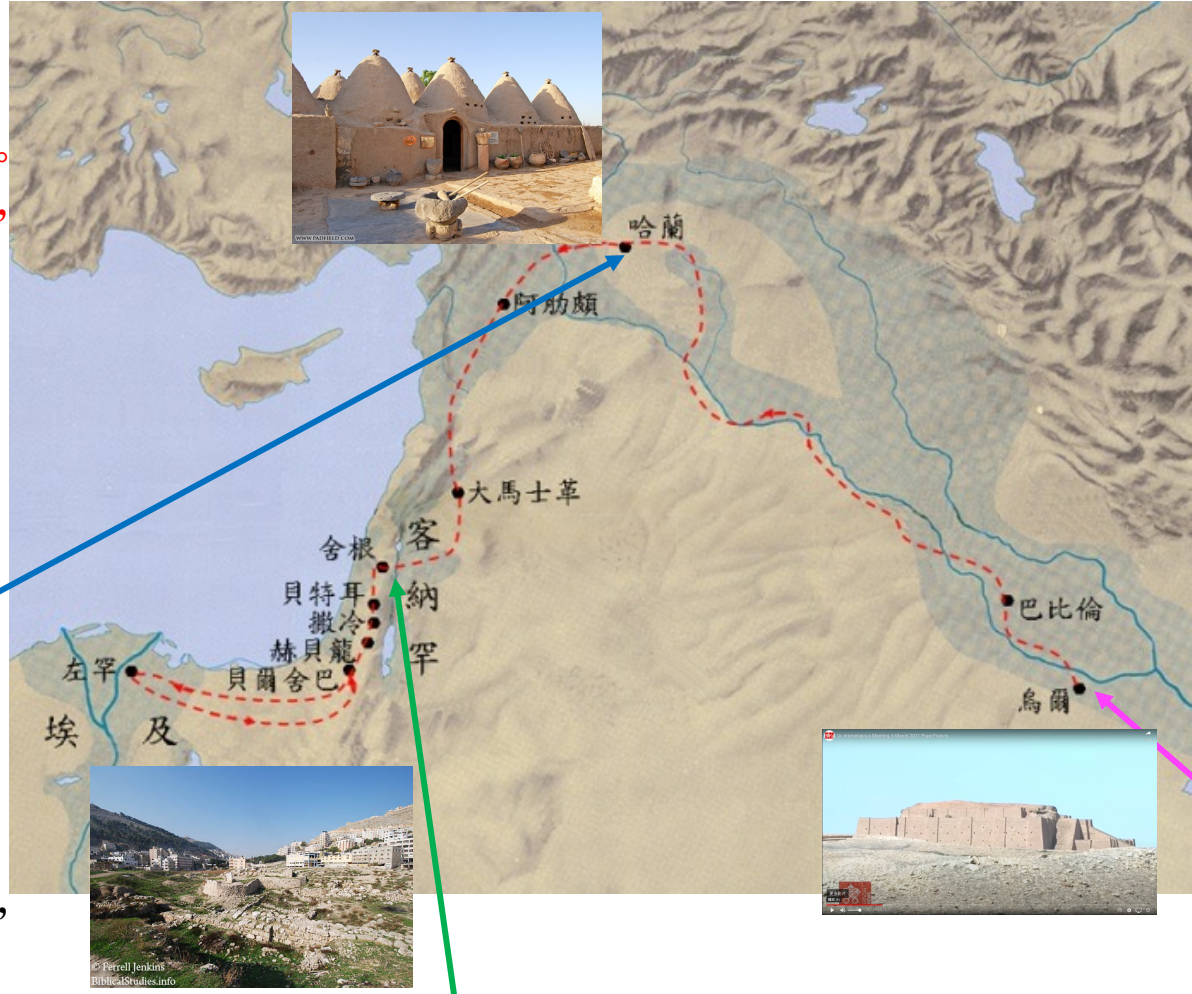 。
,
WWW.PADFIELD.COM
哈蘭
阿肋頗
大馬士革
客納罕
舍根
貝特耳
撒冷
赫貝龍
貝爾舍巴
左罕
埃及
巴比倫
烏爾
© Ferrell Jenkins
BiblicalStudies.info
,